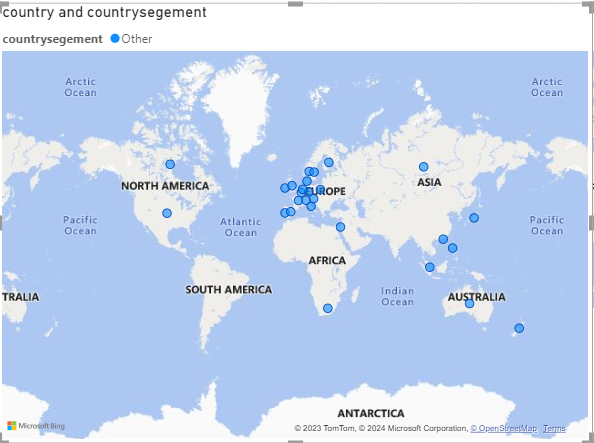 country and countrysegement
countrysegement Other
Arctic
Ocean
Arctic
Ocean
NORTH AMERICA
EUROPE
ASIA
Pacific
Ocean
Atlantic
Ocean
Pacific
Ocean
AFRICA
SOUTH AMERICA
Indian
Ocean
TRALIA
AUSTRALIA
ANTARCTICA
Microsoft Bing
© 2023 TomTom, © 2024 Microsoft Corporation, © OpenStreetMap Terms